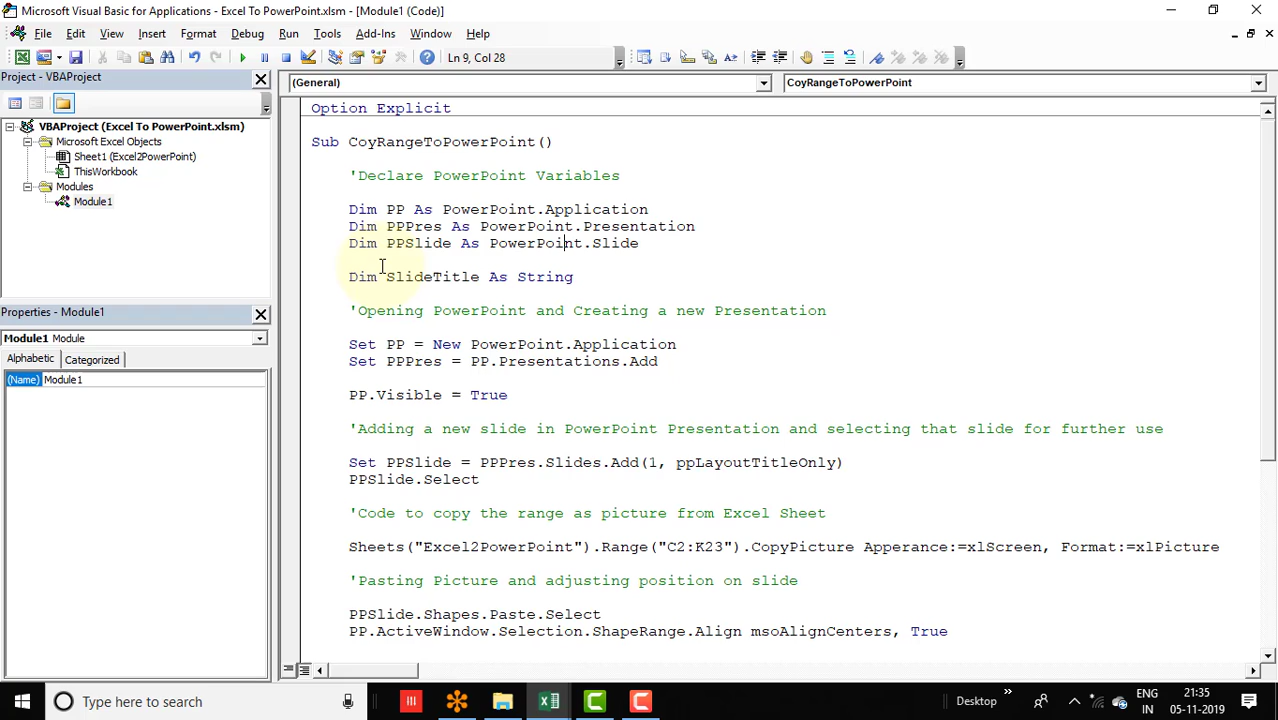 Microsoft Visual Basic for Applications - Excel To PowerPoint.xlsm - [Module1 (Code)]
File Edit View Insert Format Debug Run Tools Add-Ins Window Help
Ln 9, Col 28
Project - VBAProject
(General)
CoyRangeToPowerPoint
VBAProject (Excel To PowerPoint.xlsm)
Microsoft Excel Objects
Sheet1 (Excel2PowerPoint)
ThisWorkbook
Modules
Module1
Properties - Module1
Module1 Module
Alphabetic Categorized
(Name) Module1
Option Explicit
Sub CoyRangeToPowerPoint()
'Declare PowerPoint Variables
Dim PP As PowerPoint.Application
Dim PPPres As PowerPoint.Presentation
Dim PPSlide As PowerPoint.Slide
Dim SlideTitle As String
'Opening PowerPoint and Creating a new Presentation
Set PP = New PowerPoint.Application
Set PPPres = PP.Presentations.Add
PP.Visible = True
'Adding a new slide in PowerPoint Presentation and selecting that slide for further use
Set PPSlide = PPPres.Slides.Add(1, ppLayoutTitleOnly)
PPSlide.Select
'Code to copy the range as picture from Excel Sheet
Sheets("Excel2PowerPoint").Range("C2:K23").CopyPicture Apperance:=xlScreen, Format:=xlPicture
'Pasting Picture and adjusting position on slide
PPSlide.Shapes.Paste.Select
PP.ActiveWindow.Selection.ShapeRange.Align msoAlignCenters, True
Type here to search
Desktop
ENG
IN
21:35
05-11-2019